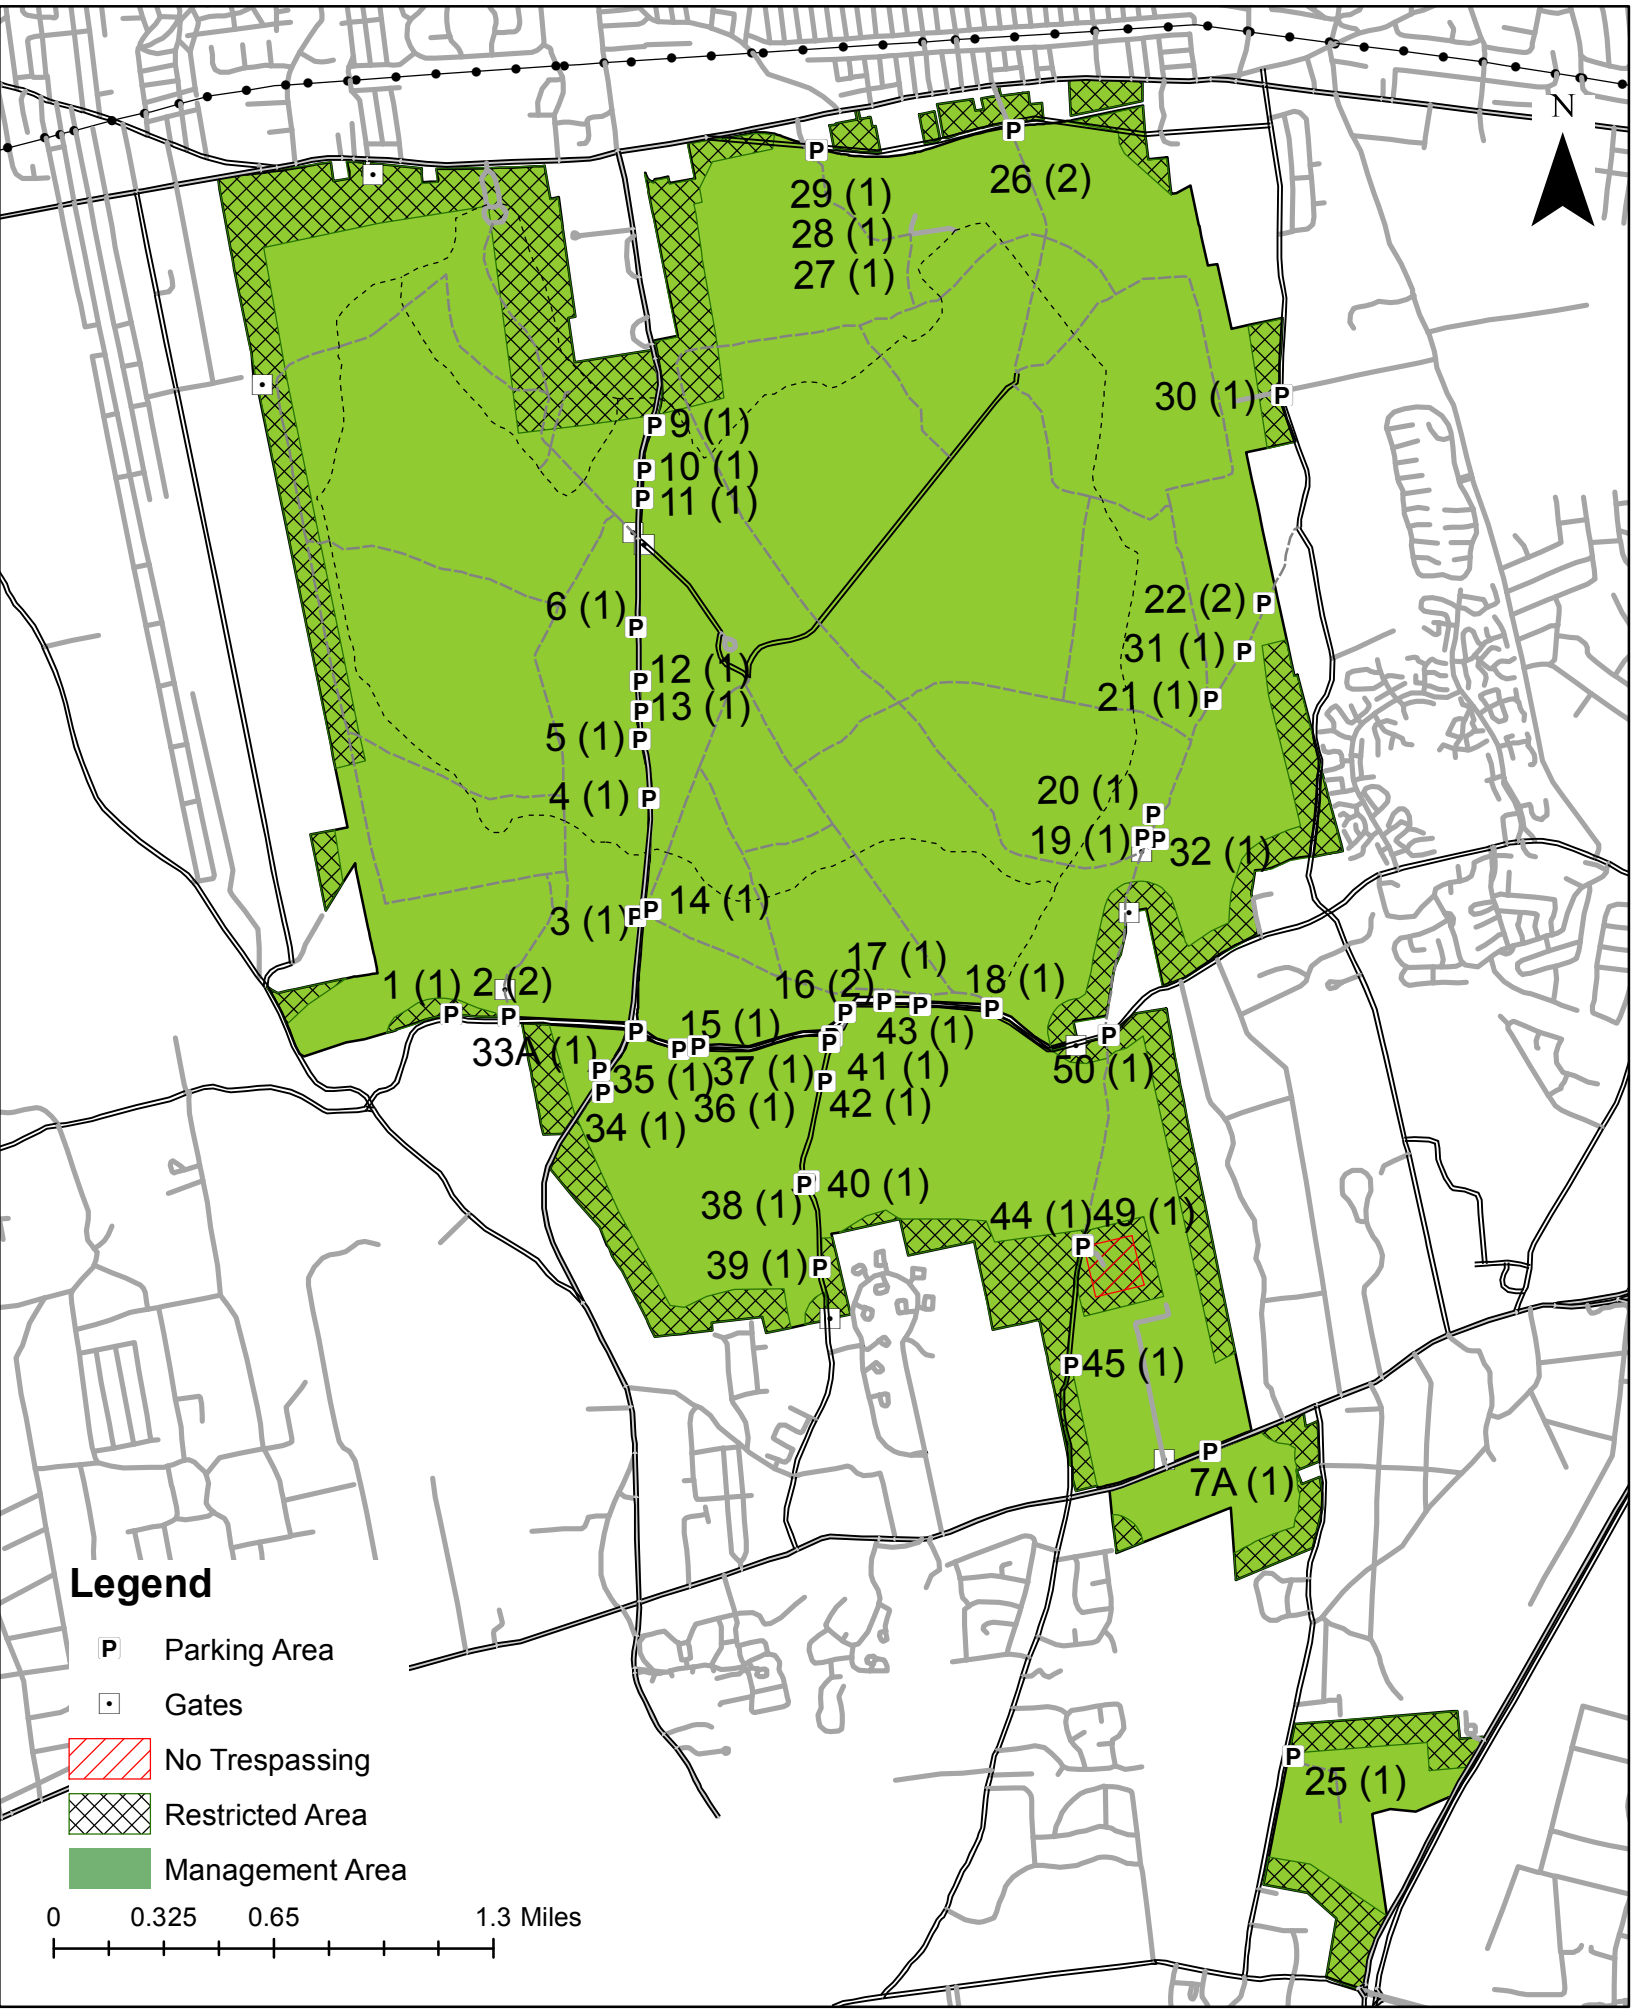 N
P
P
26 (2)
29 (1)
28 (1)
27 (1)
30 (1) P
P 9 (1)
P 10 (1)
P 11 (1)
6 (1) P
22 (2) P
31 (1) P
21 (1) P
P 12 (1)
P 13 (1)
5 (1) P
4 (1) P
20 (1) P
19 (1) P P 32 (1)
3 (1) P P 14 (1)
17 (1)
1 (1) 2 (2)
16 (2)
18 (1)
P P P P P P P
15 (1)
43 (1)
P P P P P
33A (1)
P 35 (1) 37 (1)
41 (1)
50 (1)
P
P
36 (1)
42 (1)
34 (1)
38 (1) P 40 (1)
44 (1) 49 (1)
P
39 (1) P
P 45 (1)
P
7A (1)
Legend
P Parking Area
Gates
No Trespassing
Restricted Area
Management Area
P
25 (1)
0 0.325 0.65 1.3 Miles